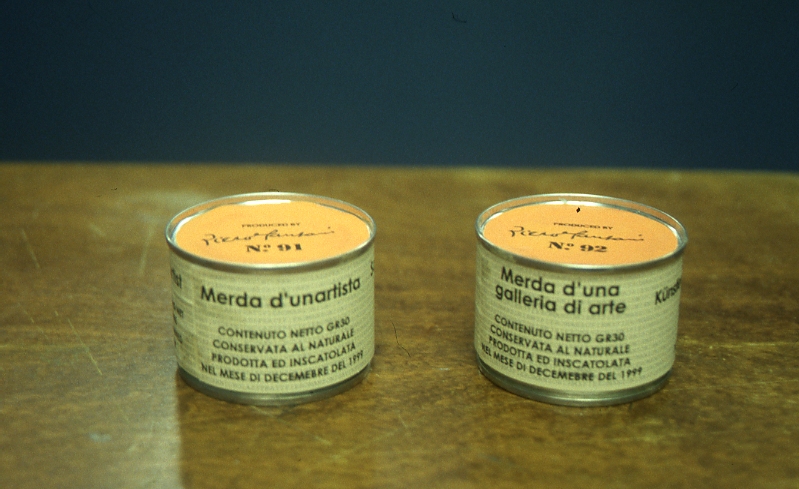 PRODUCED BY
Nº 91
Merda d'unartista
CONTENUTO NETTO GR30
CONSERVATA AL NATURALE
PRODOTTA ED INSCATOLATA
NEL MESE DI DECEMEBRE DEL 1999
PRODUCED BY
Nº 92
Merda d'una
galleria di arte
CONTENUTO NETTO GR30
CONSERVATA AL NATURALE
PRODOTTA ED INSCATOLATA
NEL MESE DI DECEMEBRE DEL 1999